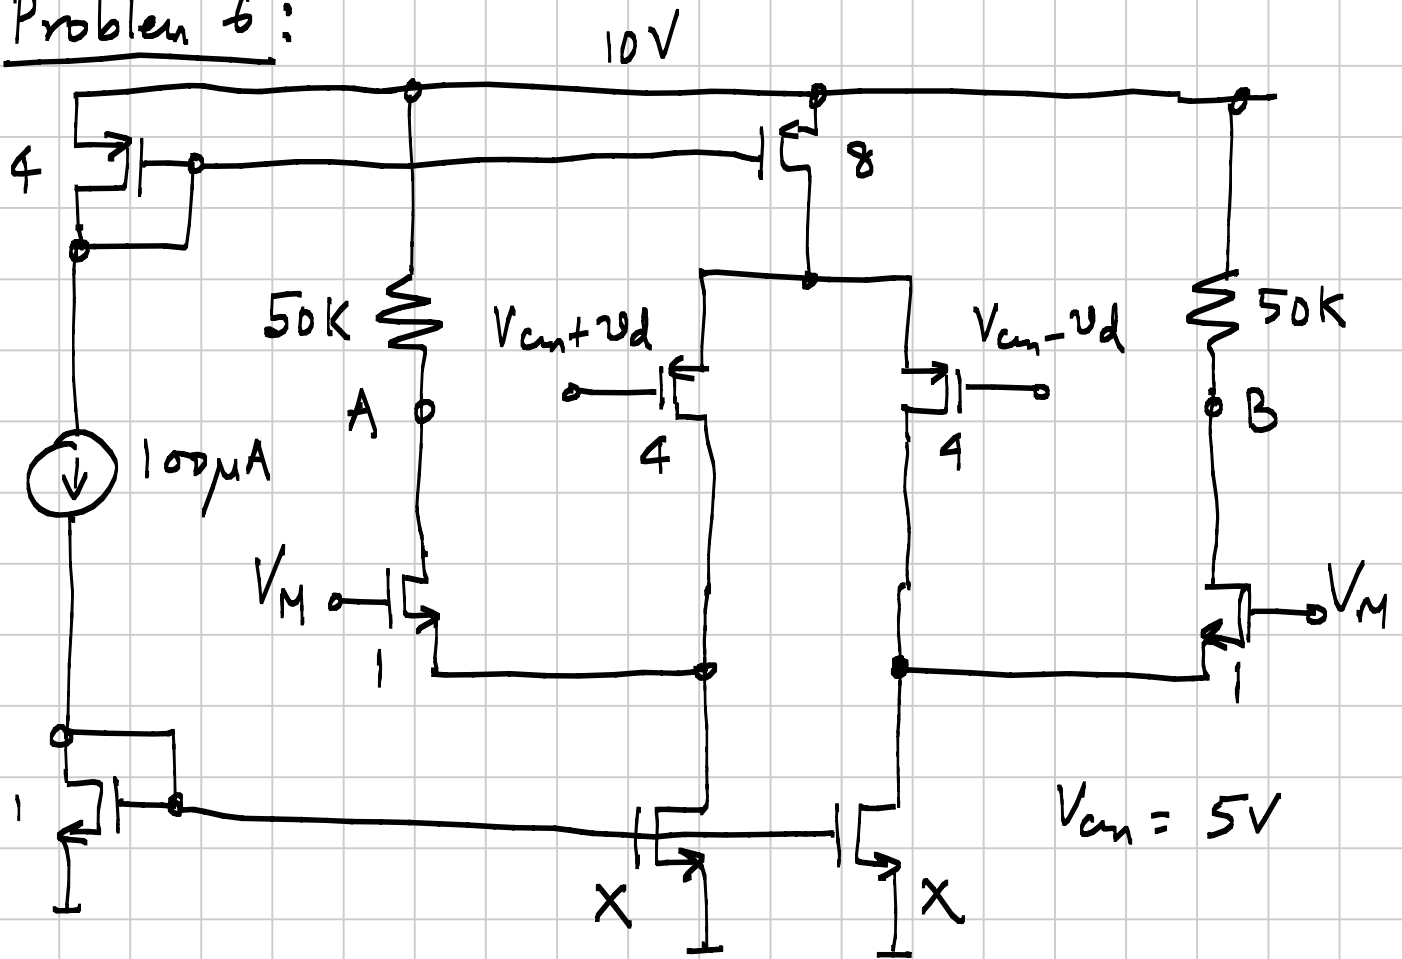 Problem 6:
10V
4
8
50K
Vcm+vd
Vcm-vd
50K
A
B
4
4
100μA
VM
VM
1
1
1
Vcm = 5V
X
X